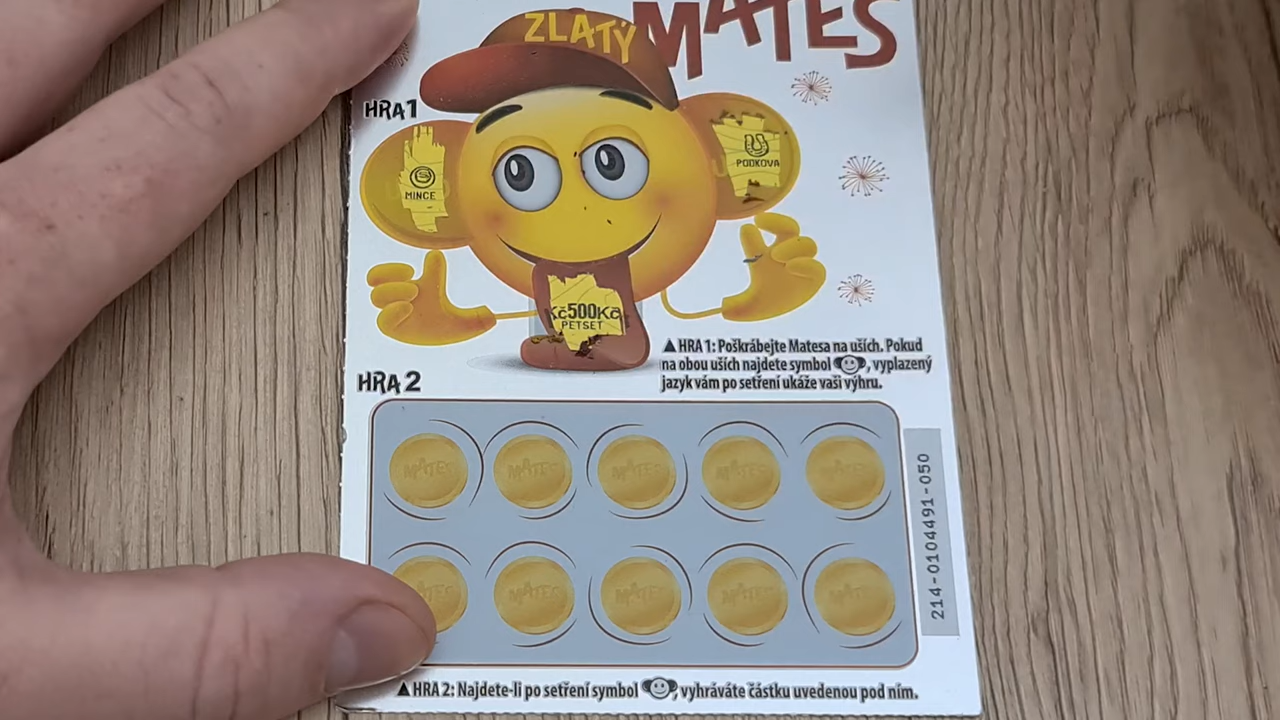 ZLATÝ MATES
HRA 1
MINCE
PODKOVA
Kč500Kč
PETSET
▲HRA 1: Poškrábejte Matesa na uších. Pokud
na obou uších najdete symbol , vyplazený
jazyk vám po setření ukáže vaši výhru.
HRA 2
MATES MATES MATES MATES MATES
MATES MATES MATES MATES
214-0104491-050
▲HRA 2: Najdete-li po setření symbol , vyhráváte částku uvedenou pod ním.